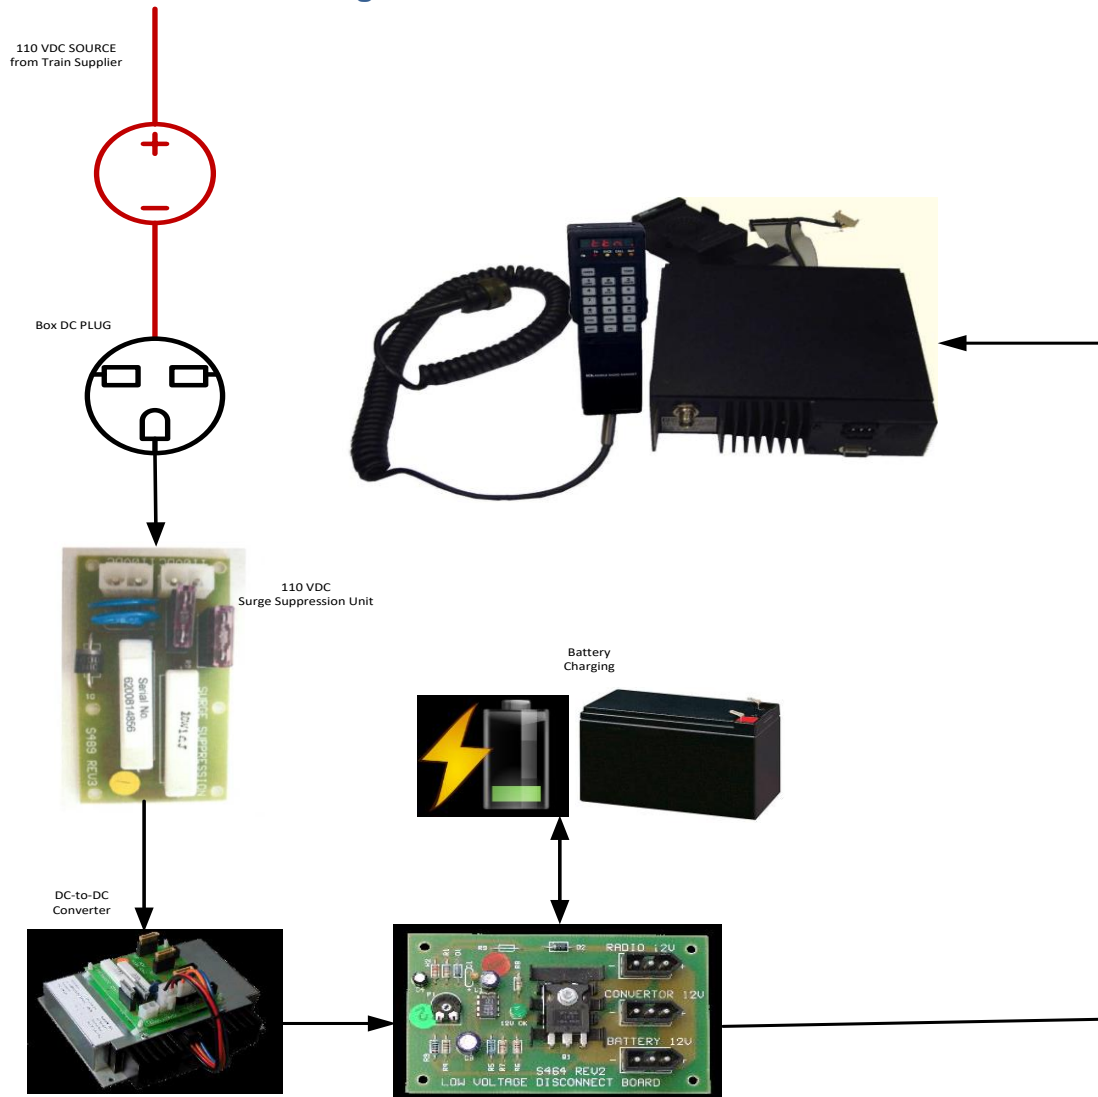 110 VDC SOURCE
from Train Supplier
Box DC PLUG
110 VDC
Surge Suppression Unit
Serial No.
6200814856
SURGE SUPPRESSION
S489 REV3
Battery
Charging
DC-to-DC
Converter
RADIO 12V
CONVERTOR 12V
BATTERY 12V
12V OK
S464 REV2
LOW VOLTAGE DISCONNECT BOARD